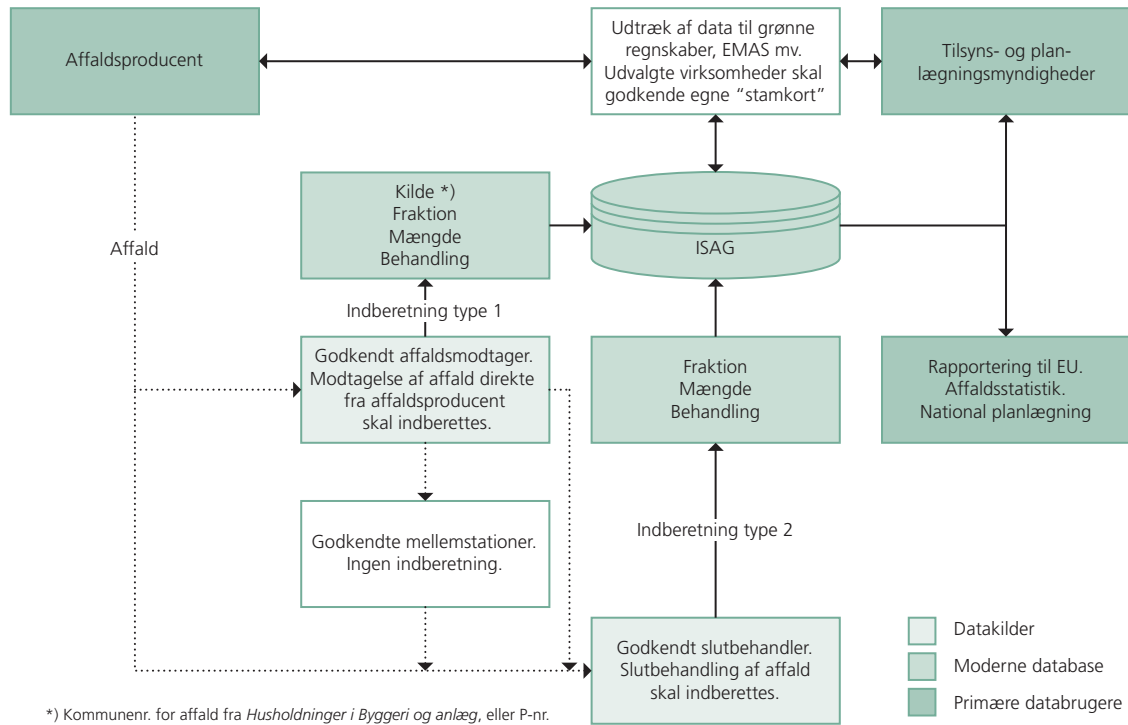 Affaldsproducent
Udtræk af data til grønne
regnskaber, EMAS mv.
Udvalgte virksomheder skal
godkende egne “stamkort”
Tilsyns- og plan-
lægningsmyndigheder
Kilde *)
Fraktion
Mængde
Behandling
ISAG
Affald
Indberetning type 1
Godkendt affaldsmodtager.
Modtagelse af affald direkte
fra affaldsproducent
skal indberettes.
Fraktion
Mængde
Behandling
Rapportering til EU.
Affaldsstatistik.
National planlægning
Godkendte mellemstationer.
Ingen indberetning.
Indberetning type 2
Godkendt slutbehandler.
Slutbehandling af affald
skal indberettes.
Datakilder
Moderne database
Primære databrugere
*) Kommunenr. for affald fra Husholdninger i Byggeri og anlæg, eller P-nr.